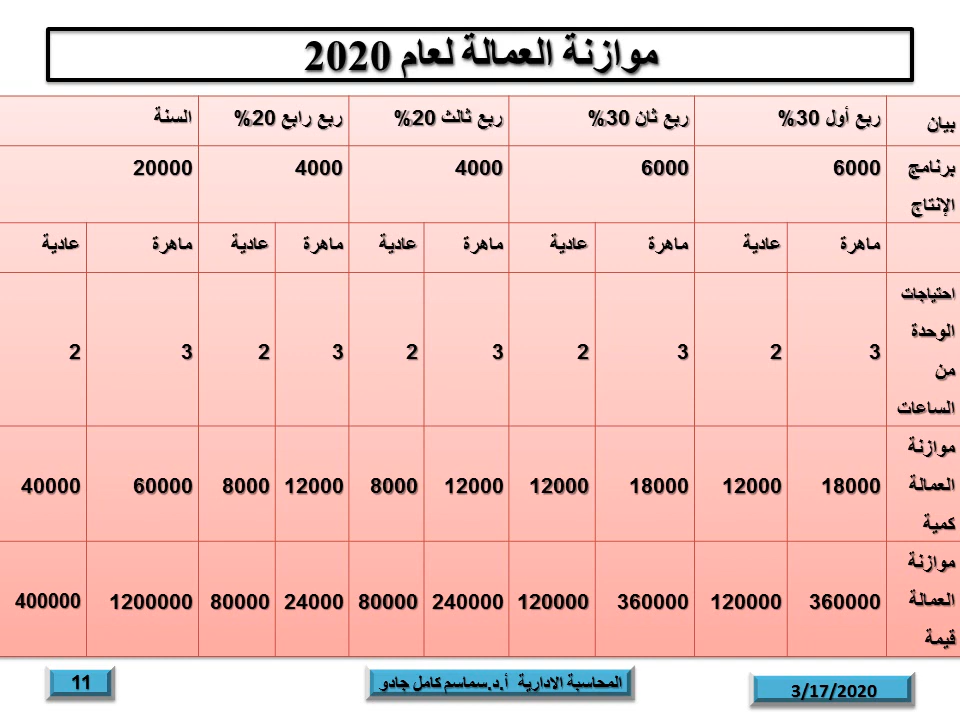 موازنة العمالة لعام 2020
بيان ربع أول 30% ربع ثان 30% ربع ثالث 20% ربع رابع 20% السنة
برنامج الإنتاج 6000 6000 4000 4000 20000
ماهرة عادية ماهرة عادية ماهرة عادية ماهرة عادية ماهرة عادية
احتياجات الوحدة من الساعات 3 2 3 2 3 2 3 2 3 2
موازنة العمالة كمية 18000 12000 18000 12000 12000 8000 12000 8000 60000 40000
موازنة العمالة قيمة 360000 120000 360000 120000 240000 80000 24000 80000 1200000 400000
3/17/2020 المحاسبة الادارية أ.د.سماسم كامل جادو 11